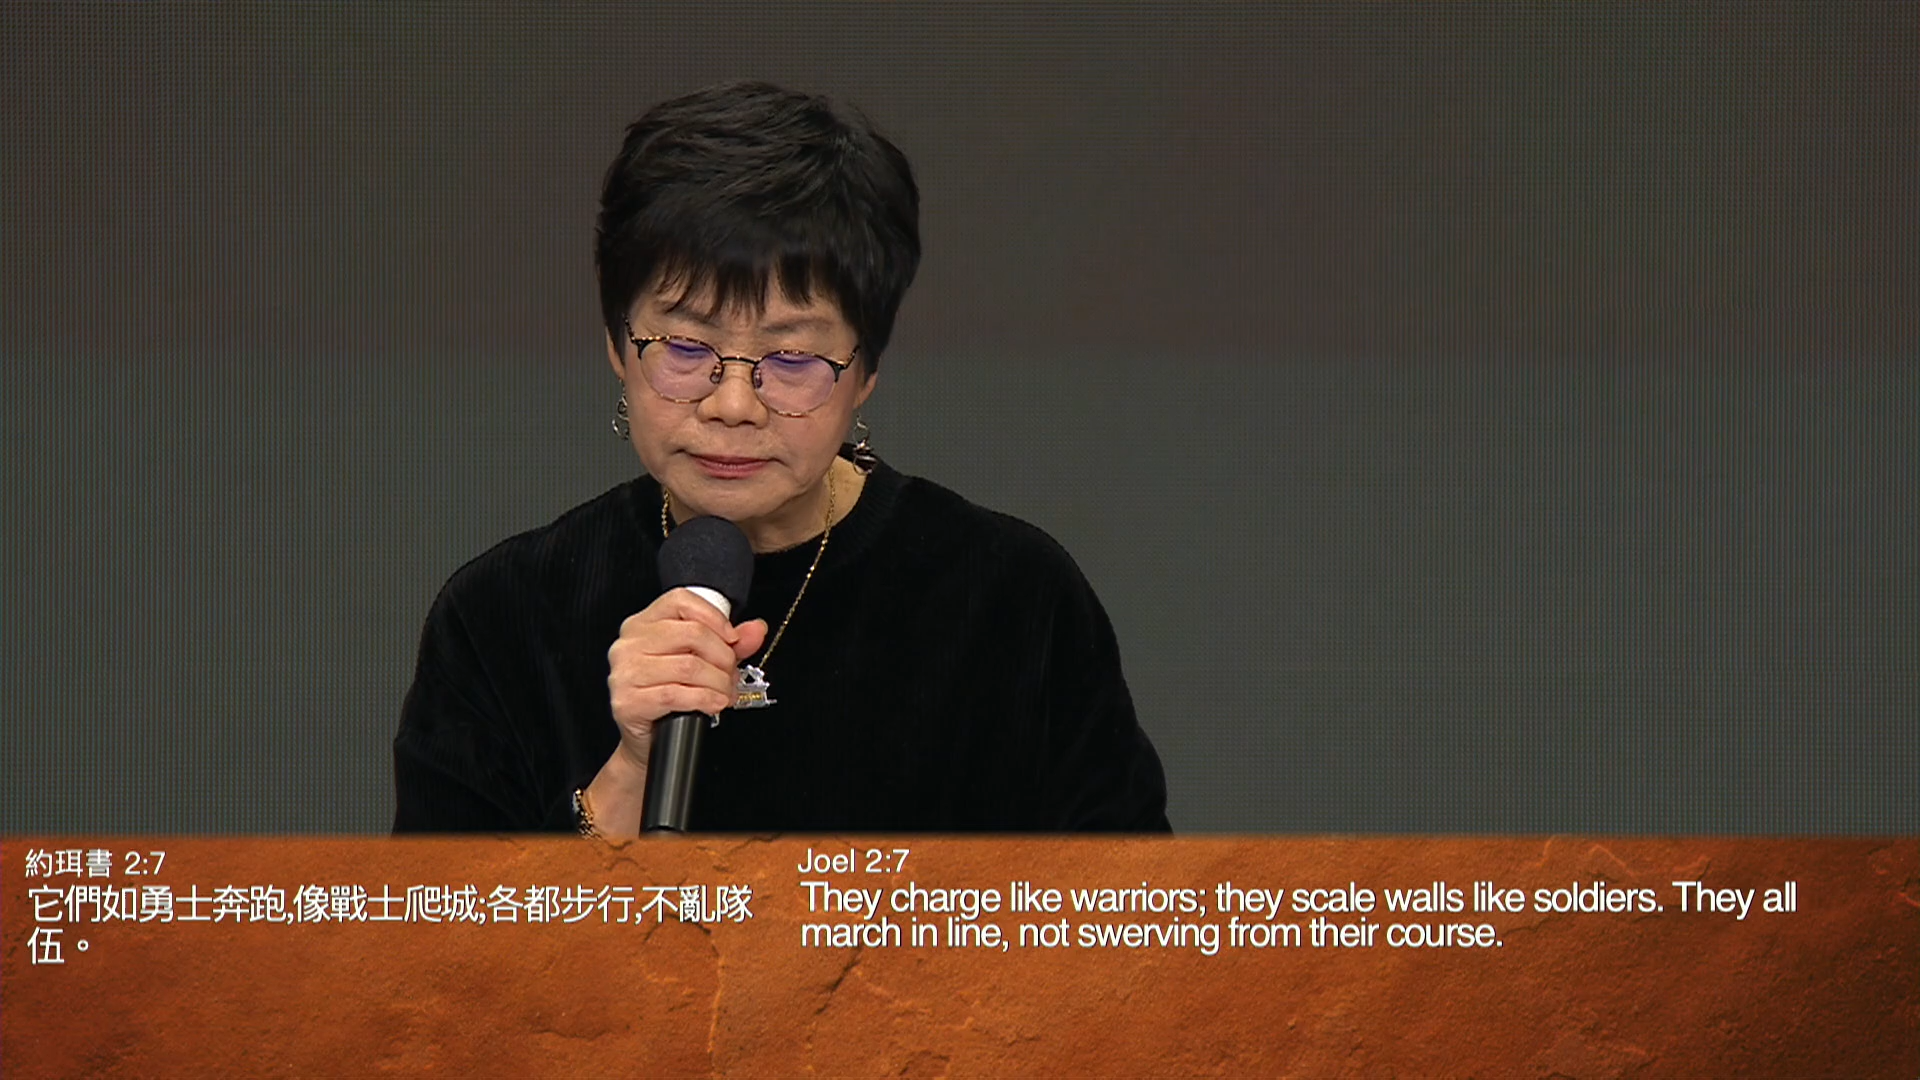 約珥書 2:7
它們如勇士奔跑,像戰士爬城;各都步行,不亂隊
伍。
Joel 2:7
They charge like warriors; they scale walls like soldiers. They all
march in line, not swerving from their course.